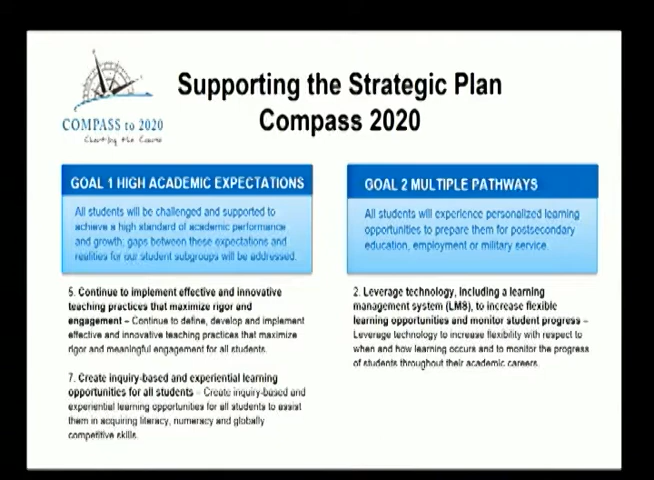 Supporting the Strategic Plan
Compass 2020
COMPASS to 2020
Charting the Course
GOAL 1 HIGH ACADEMIC EXPECTATIONS
All students will be challenged and supported to
achieve a high standard of academic performance
and growth; gaps between these expectations and
realities for our student subgroups will be addressed.
5. Continue to implement effective and innovative
teaching practices that maximize rigor and
engagement – Continue to define, develop and implement
effective and innovative teaching practices that maximize
rigor and meaningful engagement for all students.
7. Create inquiry-based and experiential learning
opportunities for all students – Create inquiry-based and
experiential learning opportunities for all students to assist
them in acquiring literacy, numeracy and globally
competitive skills.
GOAL 2 MULTIPLE PATHWAYS
All students will experience personalized learning
opportunities to prepare them for postsecondary
education, employment or military service.
2. Leverage technology, including a learning
management system (LMS), to increase flexible
learning opportunities and monitor student progress –
Leverage technology to increase flexibility with respect to
when and how learning occurs and to monitor the progress
of students throughout their academic careers.